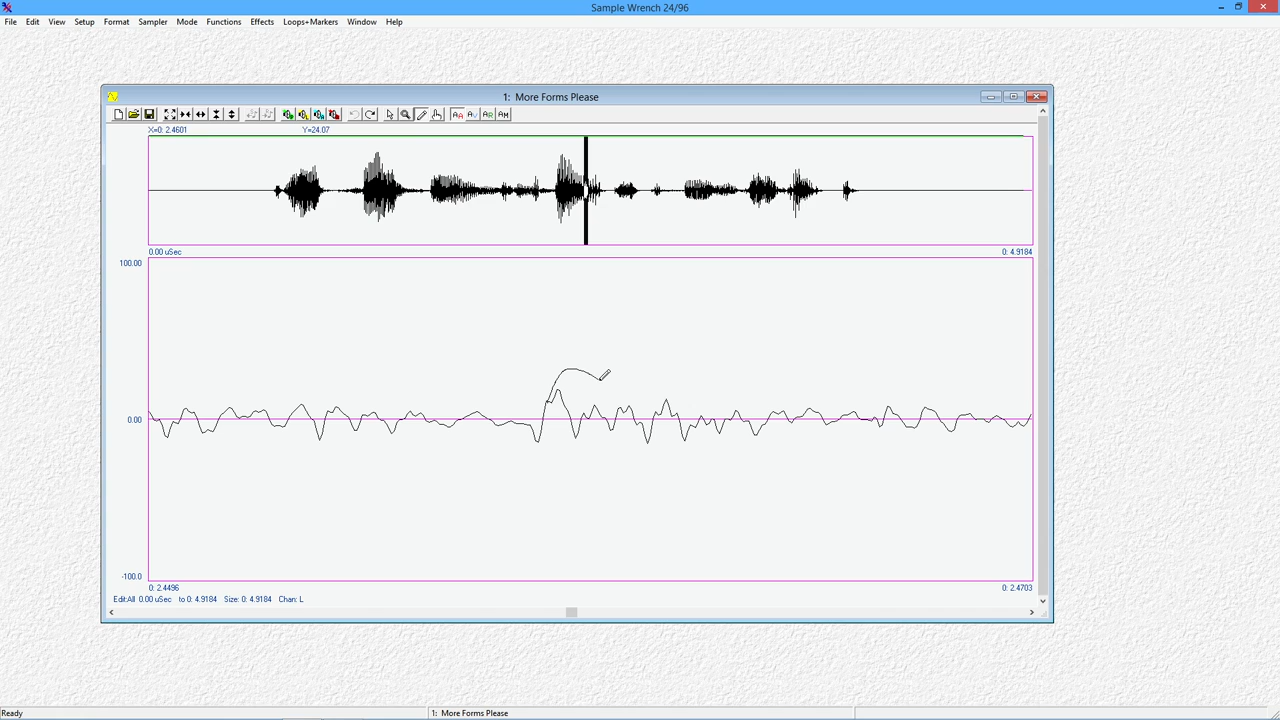 Sample Wrench 24/96
File Edit View Setup Format Sampler Mode Functions Effects Loops+Markers Window Help
1: More Forms Please
X=0: 2.4601 Y=24.07
0.00 uSec 0: 4.9184
100.00
0.00
-100.0
0: 2.4496 0: 2.4703
Edit:All 0.00 uSec to 0: 4.9184 Size: 0: 4.9184 Chan: L
Ready 1: More Forms Please